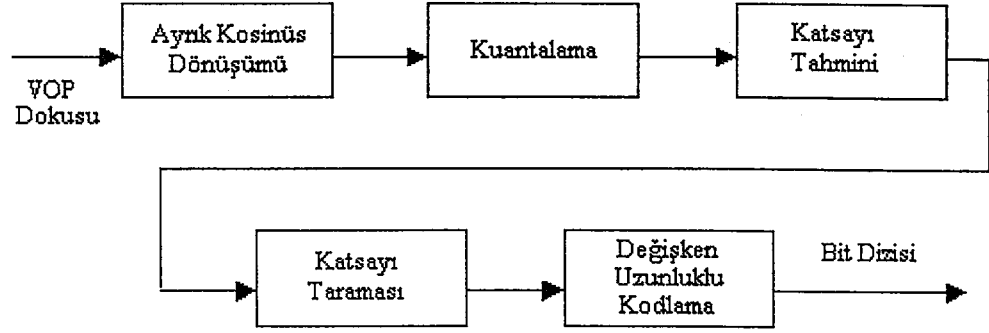 Ayrık Kosinüs
Dönüşümü
Kuantalama
Katsayı
Tahmini
VOP
Dokusu
Katsayı
Taraması
Değişken
Uzunluklu
Kodlama
Bit Dizisi